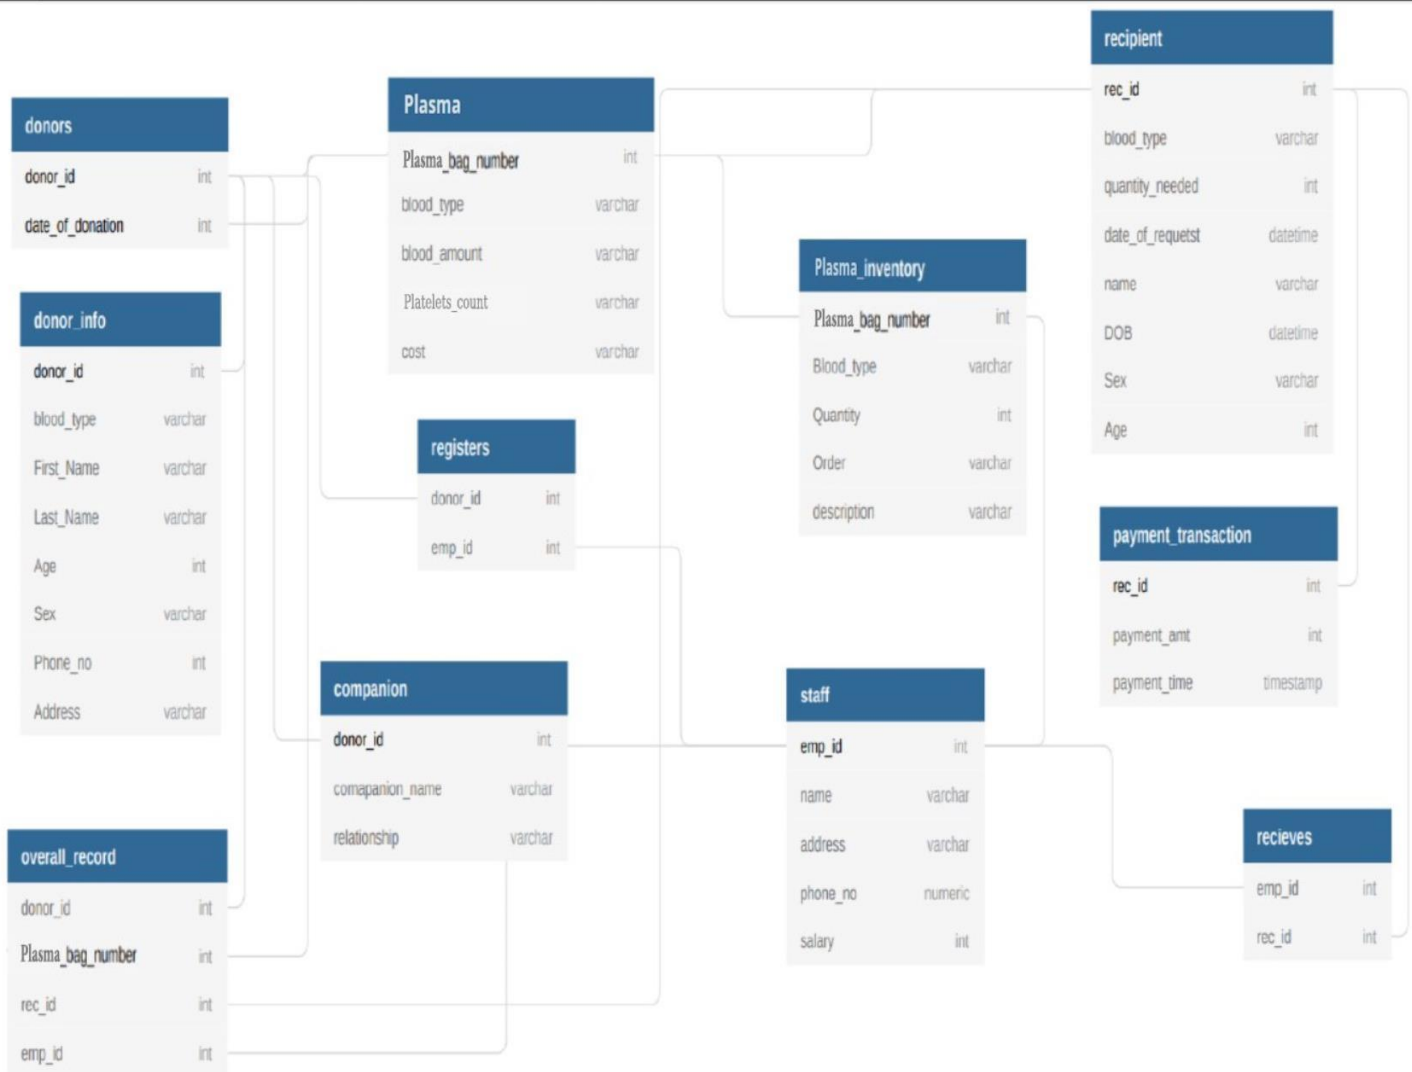 donors
donor_id int
date_of_donation int
donor_info
donor_id int
blood_type varchar
First_Name varchar
Last_Name varchar
Age int
Sex varchar
Phone_no int
Address varchar
overall_record
donor_id int
Plasma_bag_number int
rec_id int
emp_id int
Plasma
Plasma_bag_number int
blood_type varchar
blood_amount varchar
Platelets_count varchar
cost varchar
registers
donor_id int
emp_id int
companion
donor_id int
comapanion_name varchar
relationship varchar
Plasma_inventory
Plasma_bag_number int
Blood_type varchar
Quantity int
Order varchar
description varchar
staff
emp_id int
name varchar
address varchar
phone_no numeric
salary int
recipient
rec_id int
blood_type varchar
quantity_needed int
date_of_requetst datetime
name varchar
DOB datetime
Sex varchar
Age int
payment_transaction
rec_id int
payment_amt int
payment_time timestamp
recieves
emp_id int
rec_id int